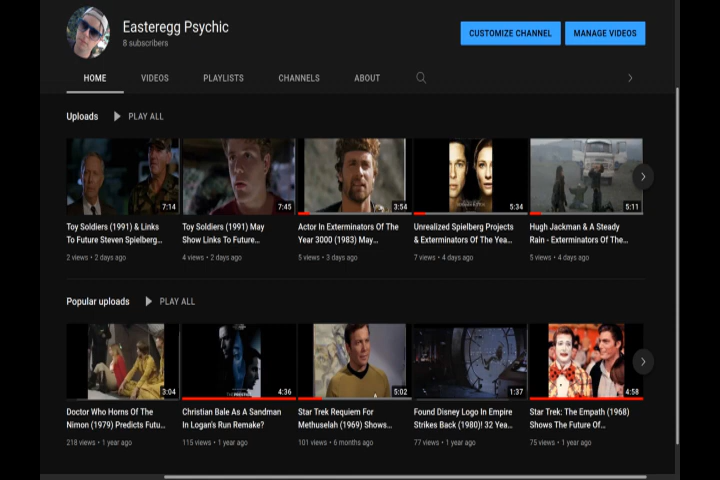 Easteregg Psychic
8 subscribers
CUSTOMIZE CHANNEL
MANAGE VIDEOS
HOME VIDEOS PLAYLISTS CHANNELS ABOUT
Uploads PLAY ALL
7:14 7:45 3:54 5:34 5:11
Toy Soldiers (1991) & Links
To Future Steven Spielberg...
2 views • 2 days ago
Toy Soldiers (1991) May
Show Links To Future...
4 views • 2 days ago
Actor In Exterminators Of The
Year 3000 (1983) May...
5 views • 3 days ago
Unrealized Spielberg Projects
& Exterminators Of The Yea...
7 views • 4 days ago
Hugh Jackman & A Steady
Rain - Exterminators Of The...
5 views • 4 days ago
Popular uploads PLAY ALL
3:04 4:36 5:02 1:37 4:58
Doctor Who Horns Of The
Nimon (1979) Predicts Futu...
218 views • 1 year ago
Christian Bale As A Sandman
In Logan's Run Remake?
115 views • 1 year ago
Star Trek Requiem For
Methuselah (1969) Shows...
101 views • 6 months ago
Found Disney Logo In Empire
Strikes Back (1980)! 32 Yea...
77 views • 1 year ago
Star Trek: The Empath (1968)
Shows The Future Of...
75 views • 1 year ago